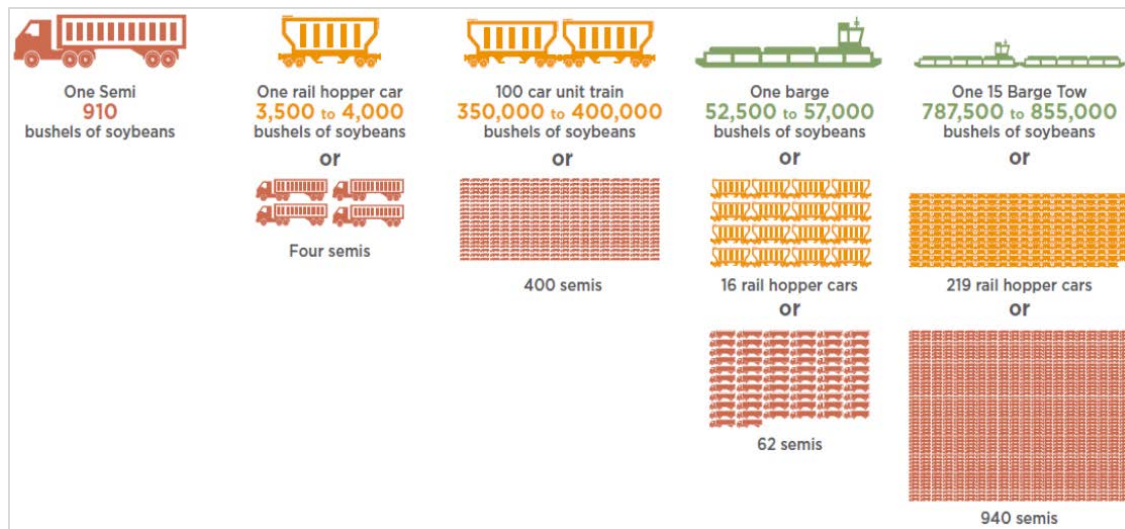 One Semi
910
bushels of soybeans
One rail hopper car
3,500 to 4,000
bushels of soybeans
or
Four semis
100 car unit train
350,000 to 400,000
bushels of soybeans
or
400 semis
One barge
52,500 to 57,000
bushels of soybeans
or
16 rail hopper cars
or
62 semis
One 15 Barge Tow
787,500 to 855,000
bushels of soybeans
or
219 rail hopper cars
or
940 semis